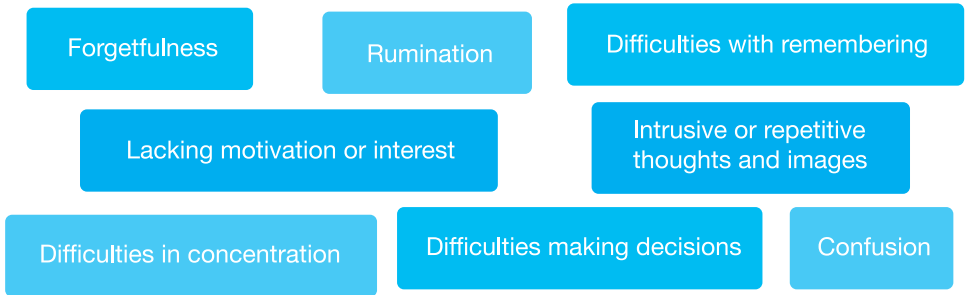 Forgetfulness
Rumination
Difficulties with remembering
Lacking motivation or interest
Intrusive or repetitive
thoughts and images
Difficulties in concentration
Difficulties making decisions
Confusion